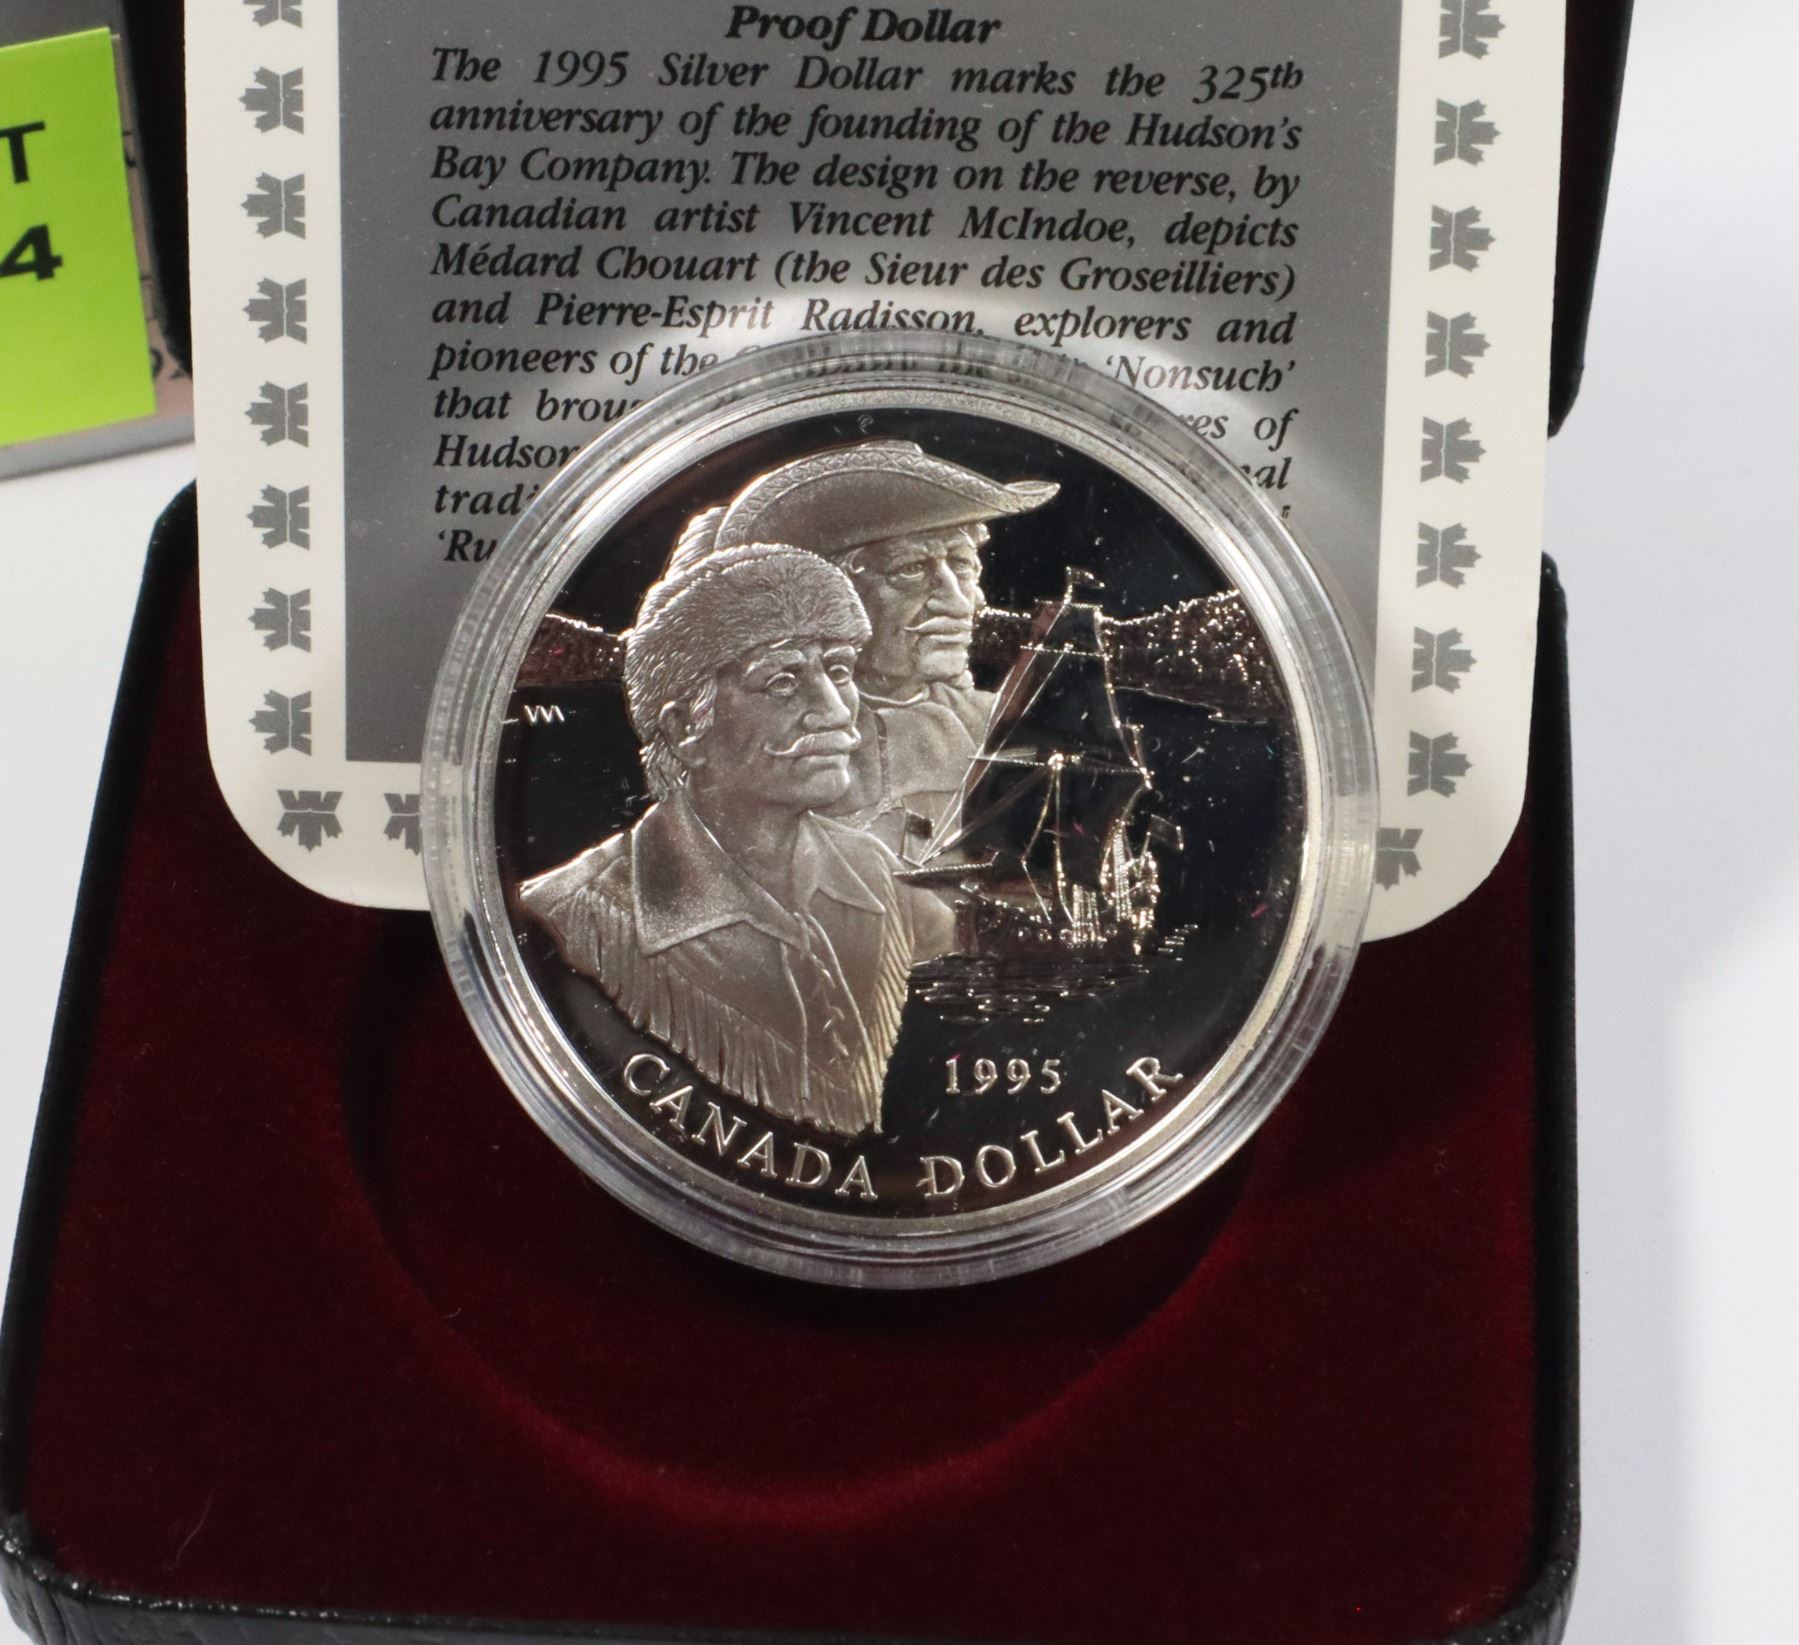 T
4
Proof Dollar
The 1995 Silver Dollar marks the 325th
anniversary of the founding of the Hudson's
Bay Company. The design on the reverse, by
Canadian artist Vincent McIndoe, depicts
Médard Chouart (the Sieur des Groseilliers)
and Pierre-Esprit Radisson, explorers and
pioneers of the 'Nonsuch'
that of
VM
1995
CANADA DOLLAR